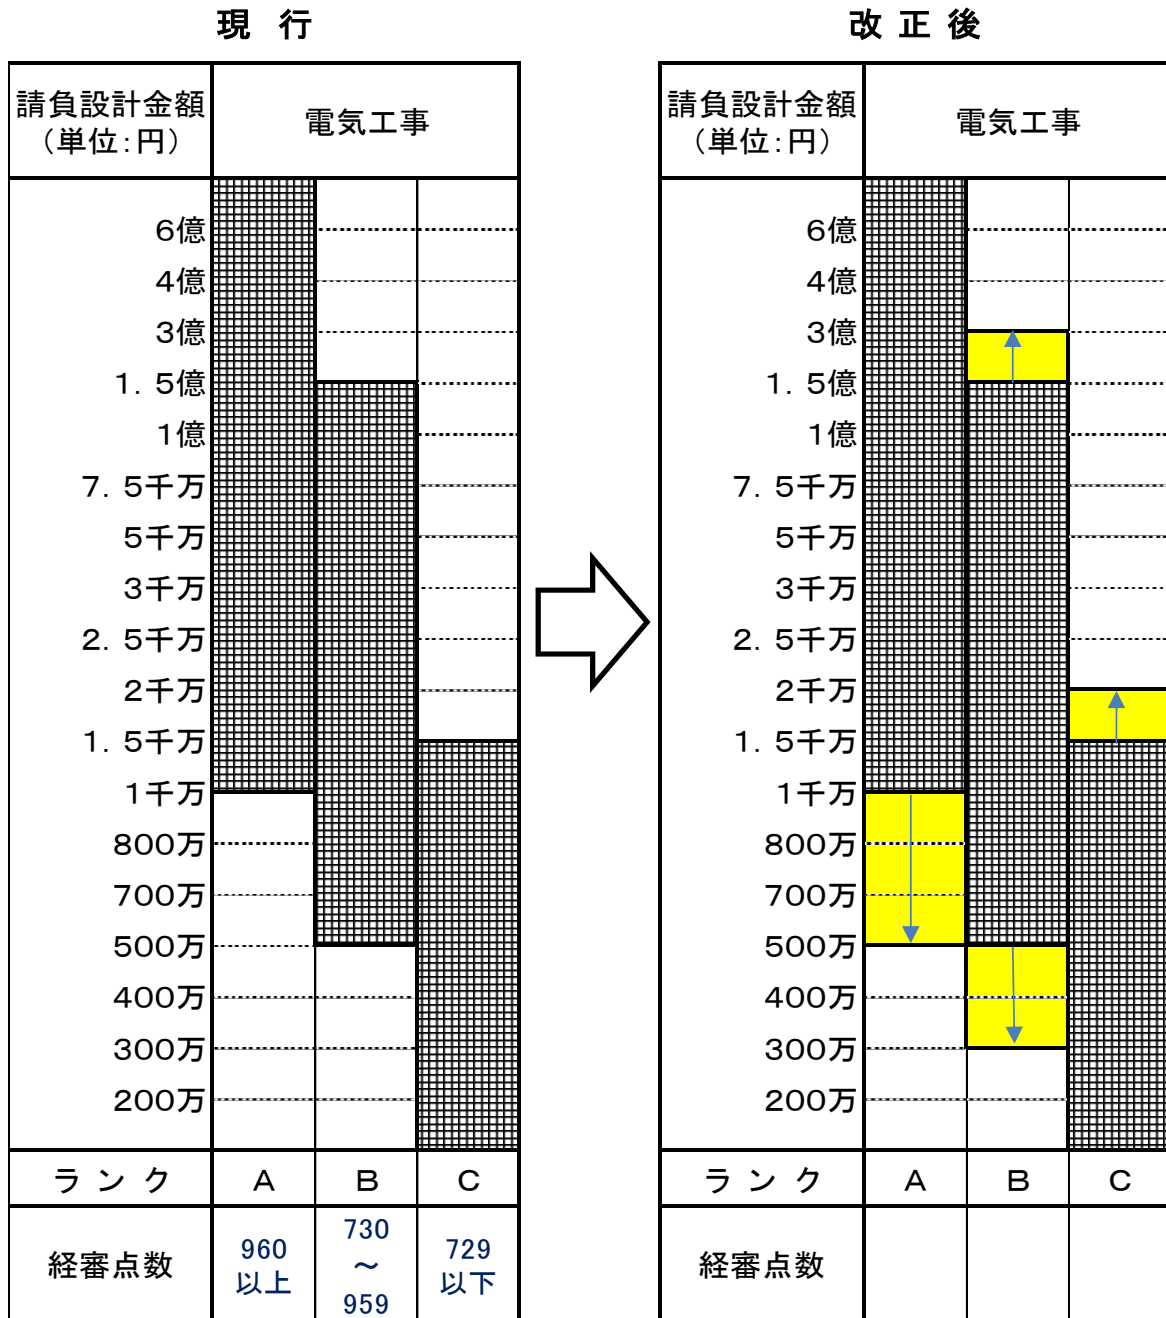 現 行
請負設計金額
（単位：円）
電気工事
6億
4億
3億
1．5億
1億
7．5千万
5千万
3千万
2．5千万
2千万
1．5千万
1千万
800万
700万
500万
400万
300万
200万
ランク A B C
経審点数
960
以上
730
～
959
729
以下
改 正 後
請負設計金額
（単位：円）
電気工事
6億
4億
3億
1．5億
1億
7．5千万
5千万
3千万
2．5千万
2千万
1．5千万
1千万
800万
700万
500万
400万
300万
200万
ランク A B C
経審点数